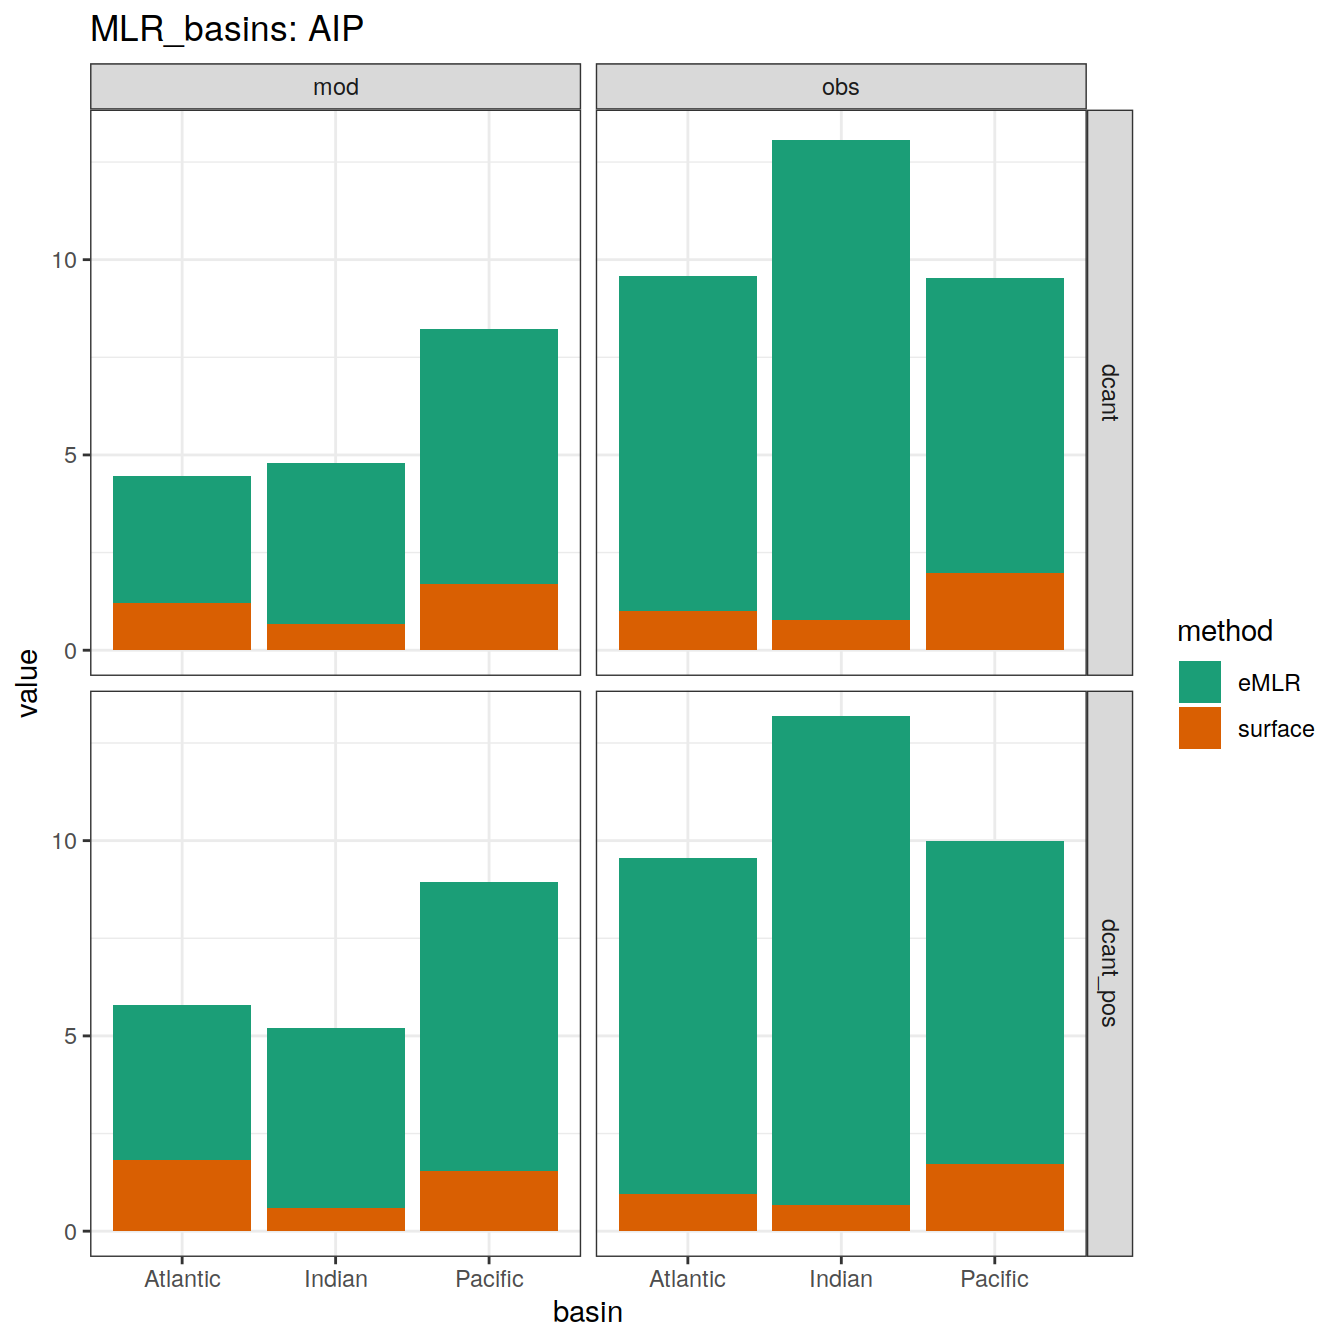 MLR_basins: AIP
mod
obs
10
5
0
dcant
value
10
5
0
dcant_pos
Atlantic
Indian
Pacific
Atlantic
Indian
Pacific
basin
method
eMLR
surface